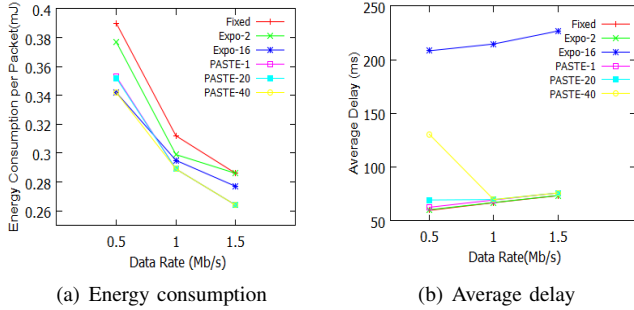 Energy Consumption per Packet(mJ)
0.4
0.38
0.36
0.34
0.32
0.3
0.28
0.26
0.5
1
1.5
Data Rate (Mb/s)
Fixed
Expo-2
Expo-16
PASTE-1
PASTE-20
PASTE-40
(a) Energy consumption
Average Delay (ms)
250
200
150
100
50
0.5
1
1.5
Data Rate(Mb/s)
Fixed
Expo-2
Expo-16
PASTE-1
PASTE-20
PASTE-40
(b) Average delay